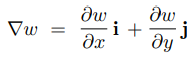 ∇w = ∂w/∂x i + ∂w/∂y j